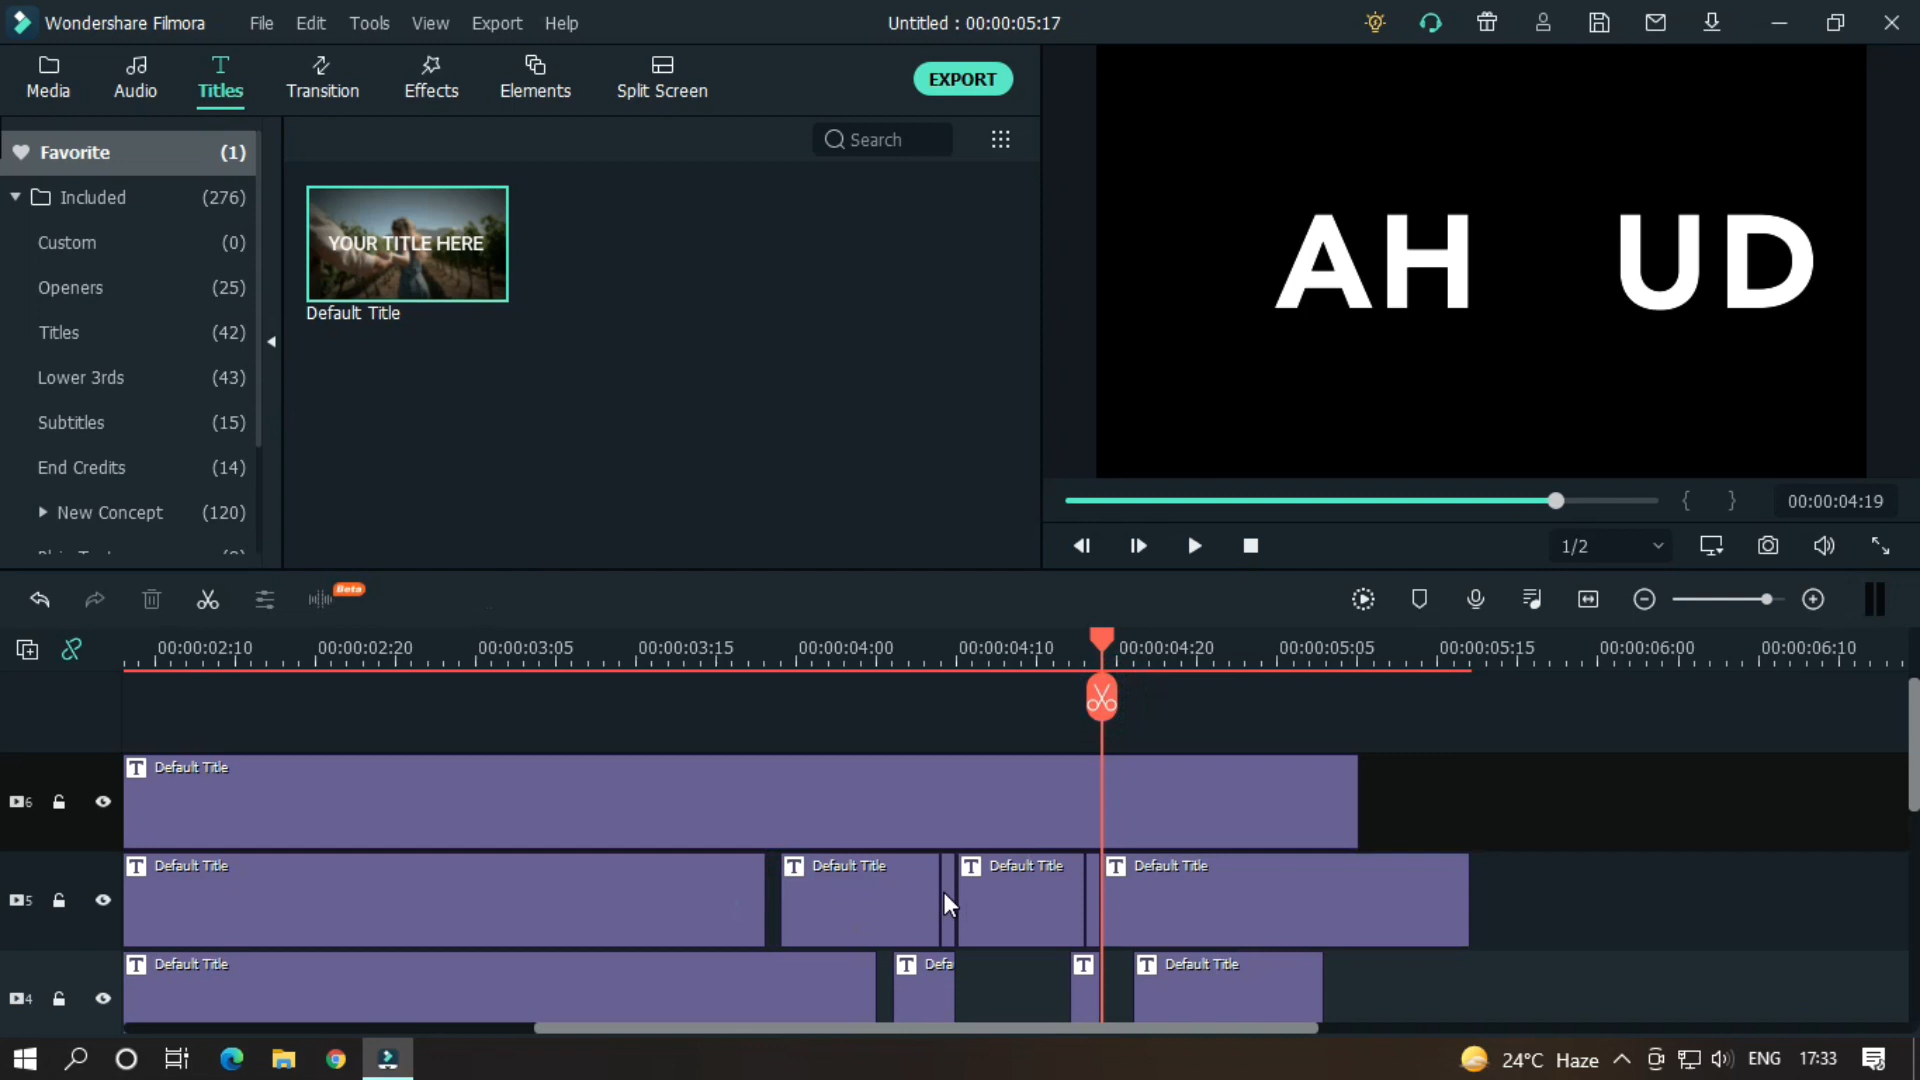 Wondershare Filmora File Edit Tools View Export Help Untitled : 00:00:05:17
Media Audio Titles Transition Effects Elements Split Screen EXPORT
Search
Favorite (1)
Included (276)
Custom (0)
Openers (25)
Titles (42)
Lower 3rds (43)
Subtitles (15)
End Credits (14)
New Concept (120)
YOUR TITLE HERE
Default Title
AH UD
00:00:04:19
1/2
Beta
00:00:02:10 00:00:02:20 00:00:03:05 00:00:03:15 00:00:04:00 00:00:04:10 00:00:04:20 00:00:05:05 00:00:05:15 00:00:06:00 00:00:06:10
6 T Default Title
5 T Default Title T Default Title T Default Title T Default Title
4 T Default Title T Defa T T Default Title
24°C Haze ENG 17:33